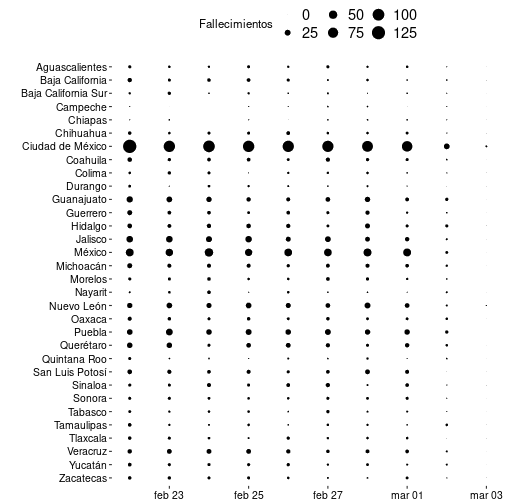 Fallecimientos
0 50 100
25 75 125
Aguascalientes
Baja California
Baja California Sur
Campeche
Chiapas
Chihuahua
Ciudad de México
Coahuila
Colima
Durango
Guanajuato
Guerrero
Hidalgo
Jalisco
México
Michoacán
Morelos
Nayarit
Nuevo León
Oaxaca
Puebla
Querétaro
Quintana Roo
San Luis Potosí
Sinaloa
Sonora
Tabasco
Tamaulipas
Tlaxcala
Veracruz
Yucatán
Zacatecas
feb 23 feb 25 feb 27 mar 01 mar 03